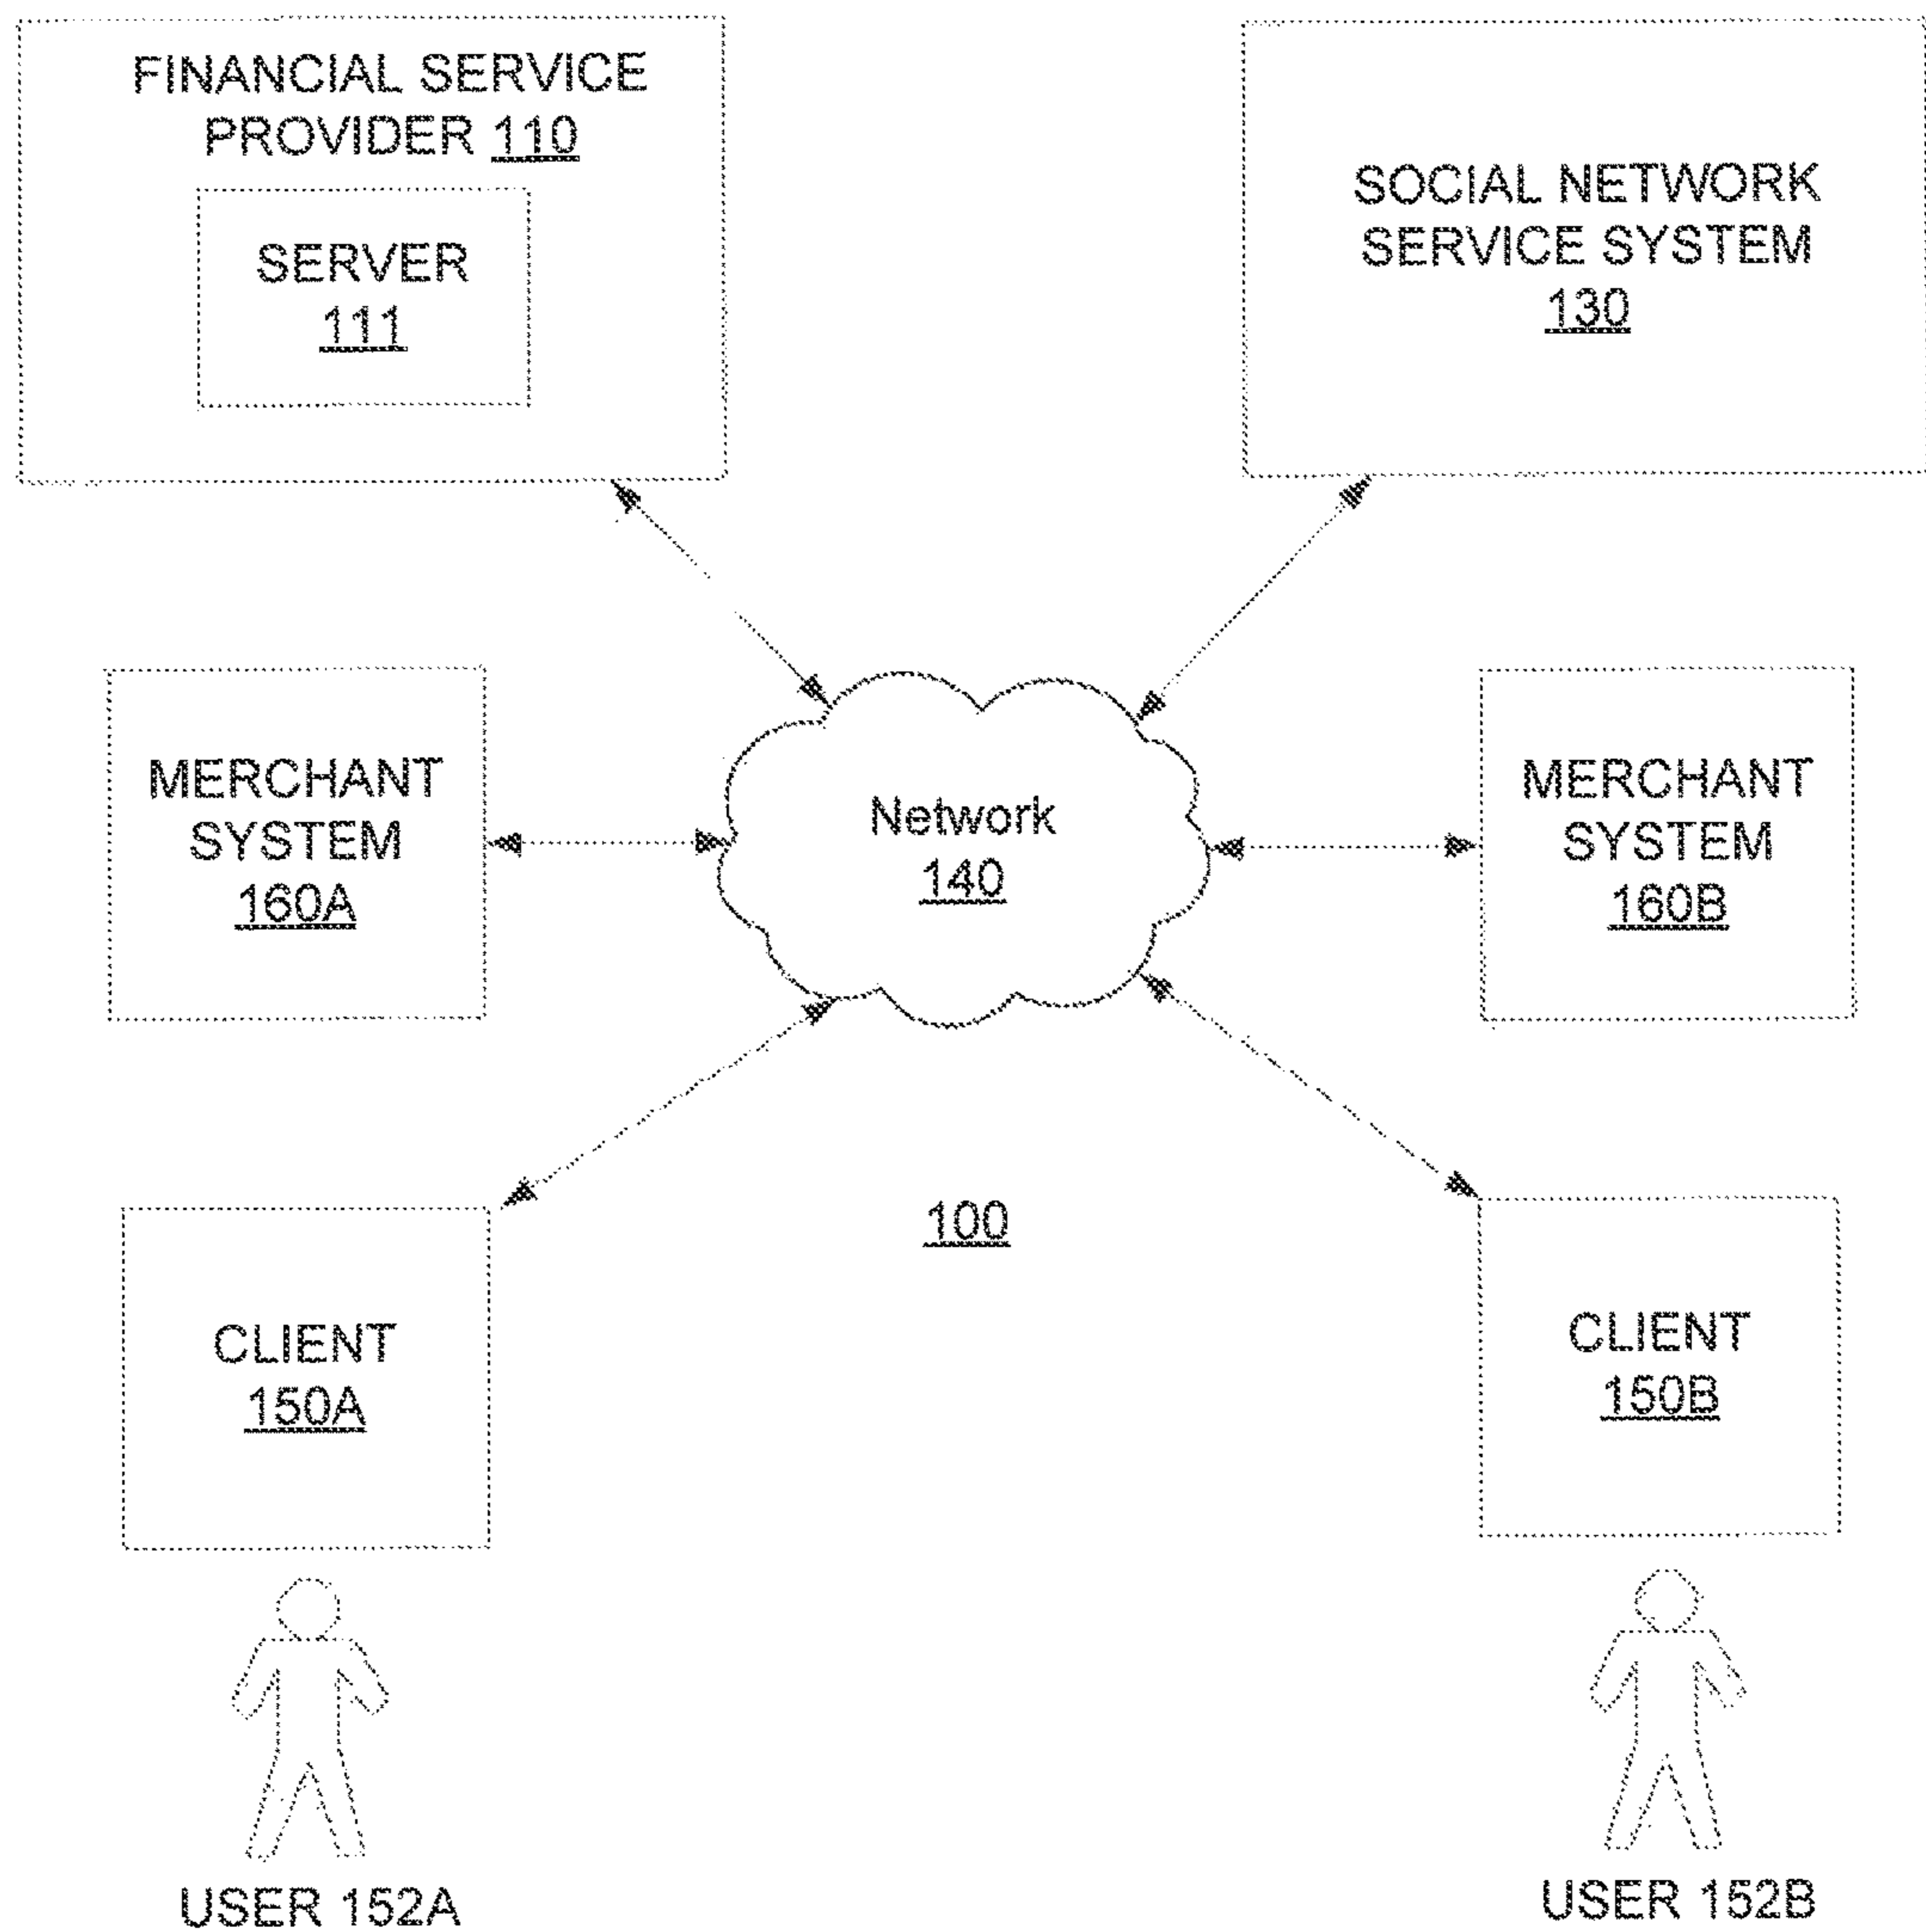 FINANCIAL SERVICE
PROVIDER 110
SERVER
111
SOCIAL NETWORK
SERVICE SYSTEM
130
MERCHANT
SYSTEM
160A
Network
140
MERCHANT
SYSTEM
160B
100
CLIENT
150A
CLIENT
150B
USER 152A
USER 152B